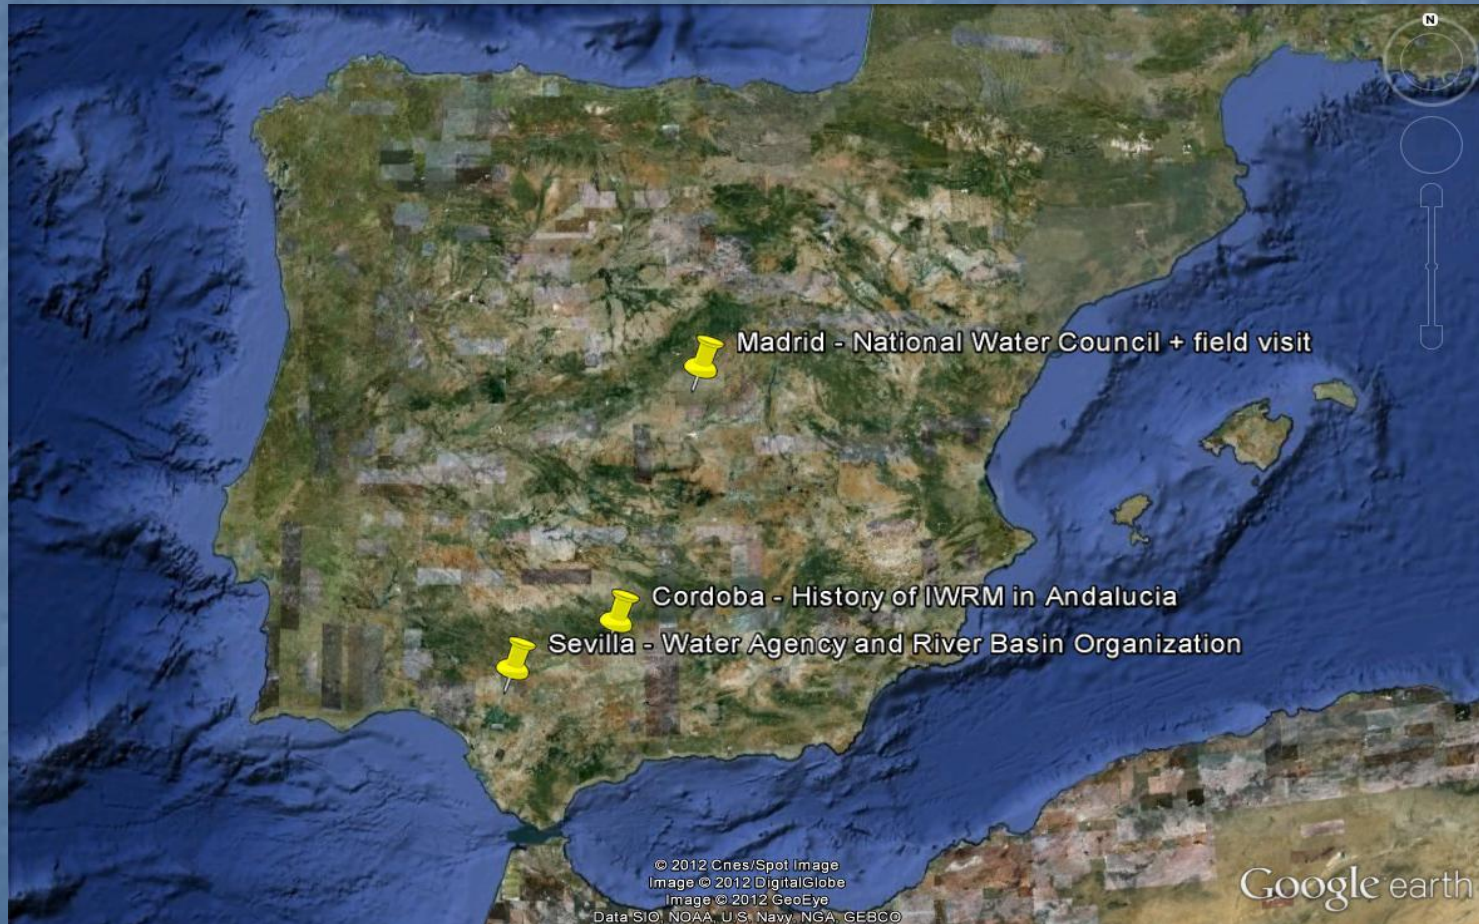 N
Madrid - National Water Council + field visit
Cordoba - History of IWRM in Andalucia
Sevilla - Water Agency and River Basin Organization
© 2012 Cnes/Spot Image
Image © 2012 DigitalGlobe
Image © 2012 GeoEye
Data SIO, NOAA, U.S. Navy, NGA, GEBCO
Google earth